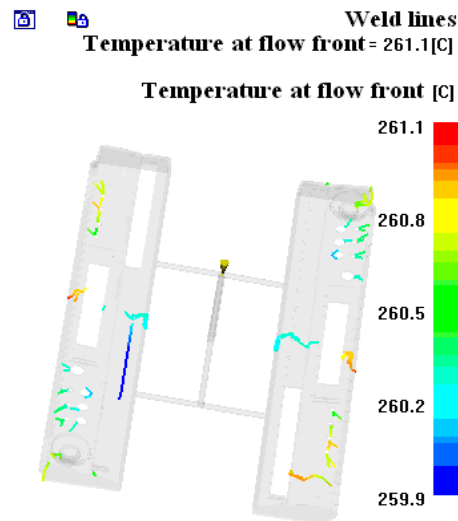 Weld lines
Temperature at flow front = 261.1[C]
Temperature at flow front [C]
261.1
260.8
260.5
260.2
259.9